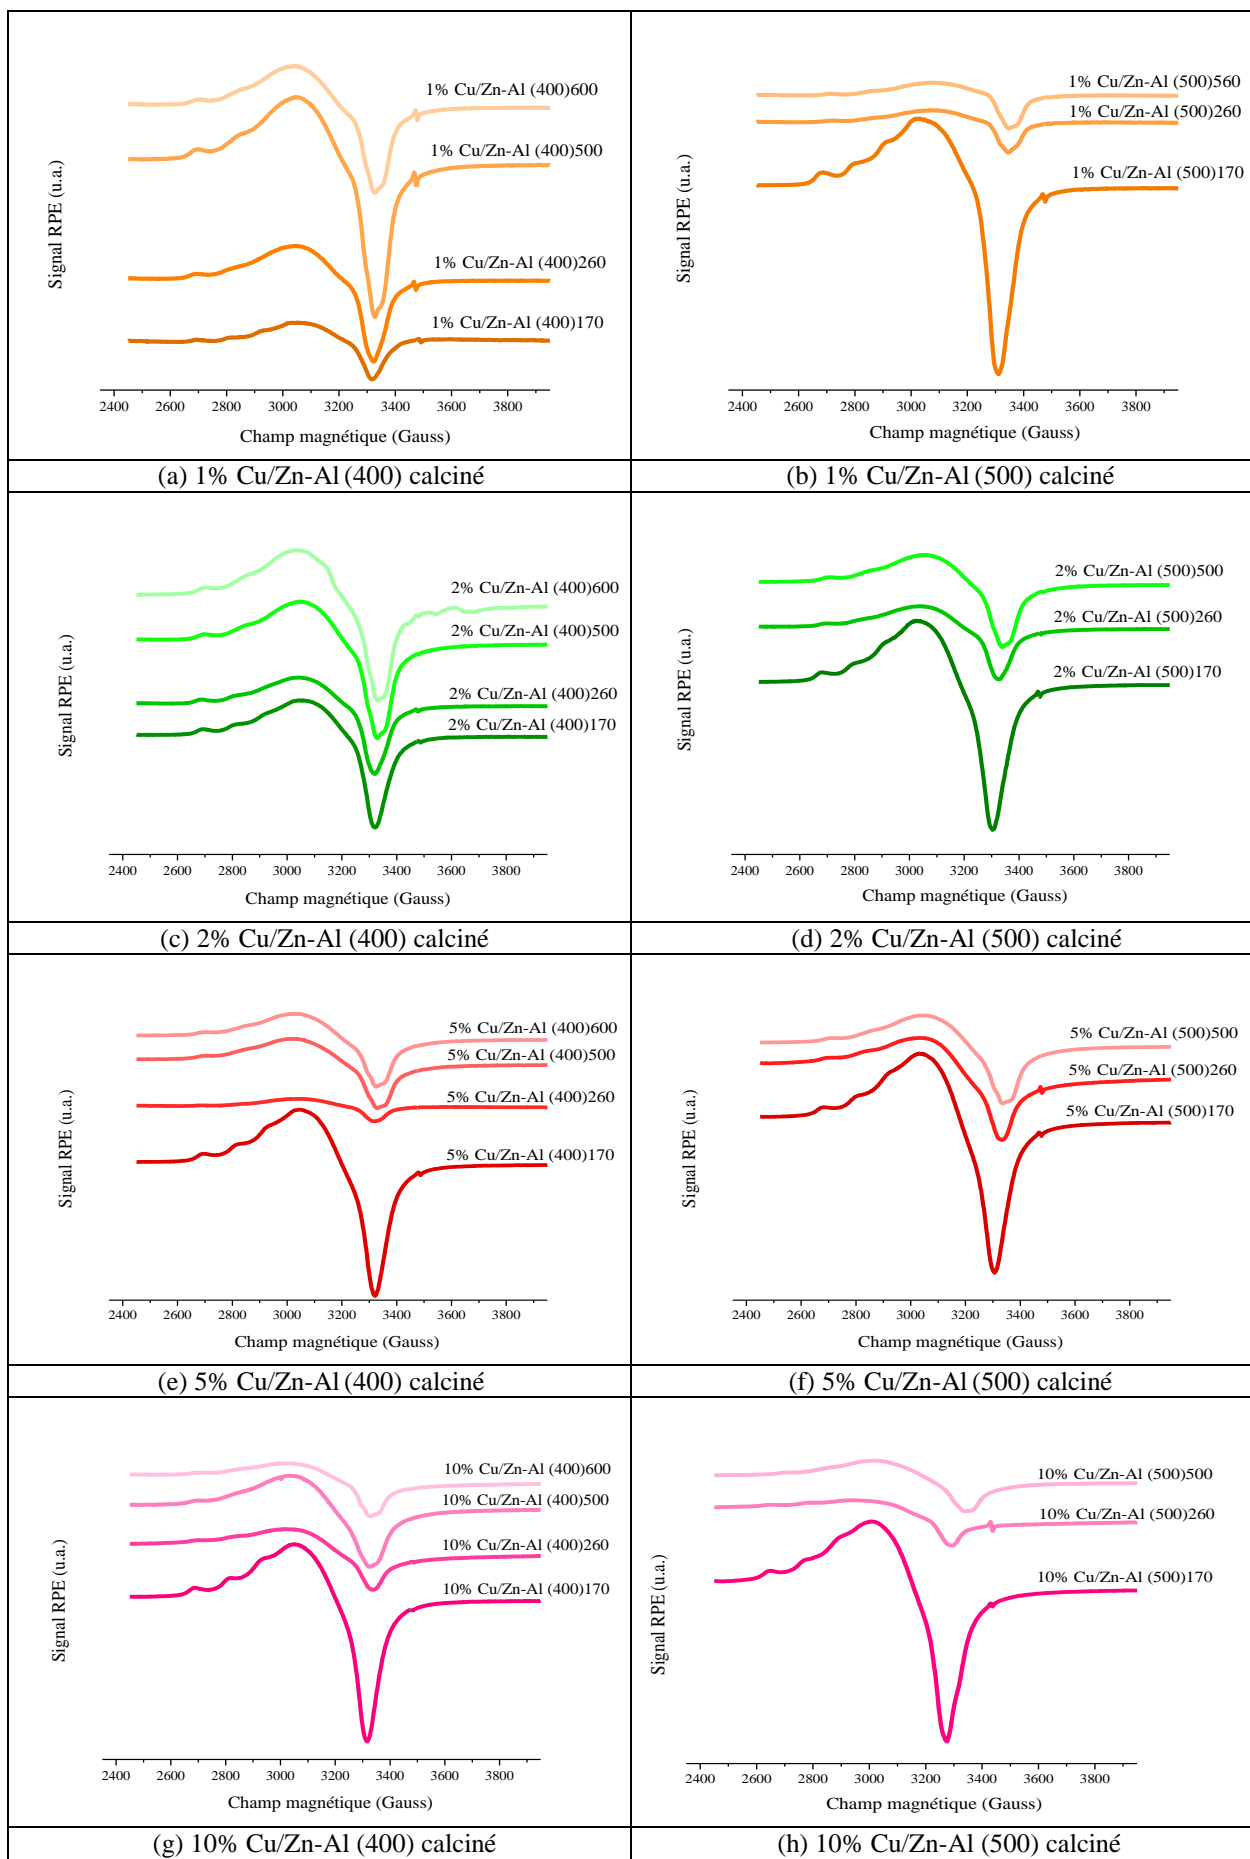 Signal RPE (u.a.)
1% Cu/Zn-Al (400)600
1% Cu/Zn-Al (400)500
1% Cu/Zn-Al (400)260
1% Cu/Zn-Al (400)170
2400 2600 2800 3000 3200 3400 3600 3800
Champ magnétique (Gauss)
(a) 1% Cu/Zn-Al (400) calciné
Signal RPE (u.a.)
1% Cu/Zn-Al (500)560
1% Cu/Zn-Al (500)260
1% Cu/Zn-Al (500)170
2400 2600 2800 3000 3200 3400 3600 3800
Champ magnétique (Gauss)
(b) 1% Cu/Zn-Al (500) calciné
Signal RPE (u.a.)
2% Cu/Zn-Al (400)600
2% Cu/Zn-Al (400)500
2% Cu/Zn-Al (400)260
2% Cu/Zn-Al (400)170
2400 2600 2800 3000 3200 3400 3600 3800
Champ magnétique (Gauss)
(c) 2% Cu/Zn-Al (400) calciné
Signal RPE (u.a.)
2% Cu/Zn-Al (500)500
2% Cu/Zn-Al (500)260
2% Cu/Zn-Al (500)170
2400 2600 2800 3000 3200 3400 3600 3800
Champ magnétique (Gauss)
(d) 2% Cu/Zn-Al (500) calciné
Signal RPE (u.a.)
5% Cu/Zn-Al (400)600
5% Cu/Zn-Al (400)500
5% Cu/Zn-Al (400)260
5% Cu/Zn-Al (400)170
2400 2600 2800 3000 3200 3400 3600 3800
Champ magnétique (Gauss)
(e) 5% Cu/Zn-Al (400) calciné
Signal RPE (u.a.)
5% Cu/Zn-Al (500)500
5% Cu/Zn-Al (500)260
5% Cu/Zn-Al (500)170
2400 2600 2800 3000 3200 3400 3600 3800
Champ magnétique (Gauss)
(f) 5% Cu/Zn-Al (500) calciné
Signal RPE (u.a.)
10% Cu/Zn-Al (400)600
10% Cu/Zn-Al (400)500
10% Cu/Zn-Al (400)260
10% Cu/Zn-Al (400)170
2400 2600 2800 3000 3200 3400 3600 3800
Champ magnétique (Gauss)
(g) 10% Cu/Zn-Al (400) calciné
Signal RPE (u.a.)
10% Cu/Zn-Al (500)500
10% Cu/Zn-Al (500)260
10% Cu/Zn-Al (500)170
2400 2600 2800 3000 3200 3400 3600 3800
Champ magnétique (Gauss)
(h) 10% Cu/Zn-Al (500) calciné